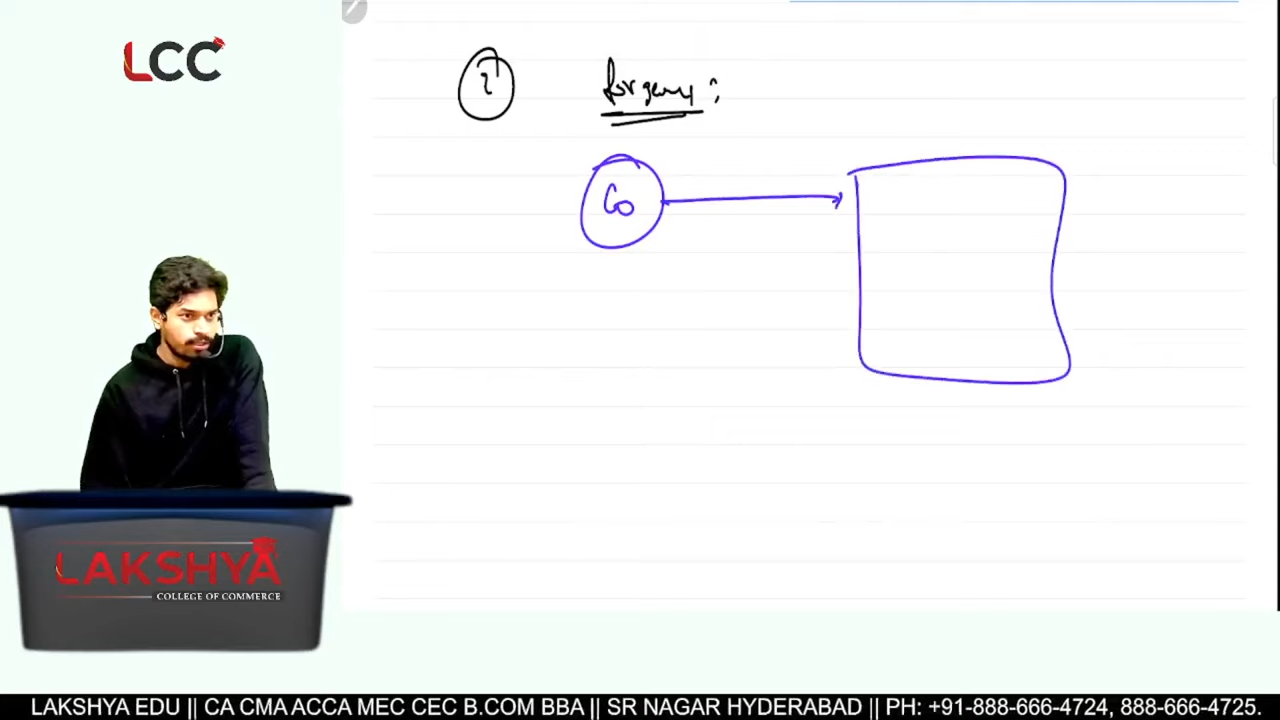 LCC
Forgery :
Co
LAKSHYA
COLLEGE OF COMMERCE
LAKSHYA EDU || CA CMA ACCA MEC CEC B.COM BBA || SR NAGAR HYDERABAD || PH: +91-888-666-4724, 888-666-4725.